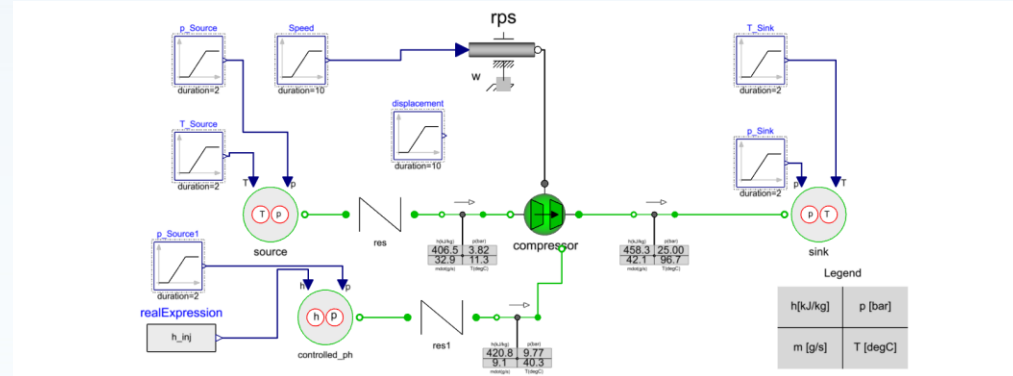 rps
p_Source
Speed
T_Sink
duration=2
duration=10
duration=2
w
displacement
duration=10
T_Source
duration=2
p_Sink
duration=2
T
p
p
T
T p
source
res
h(kJ/kg) p(bar)
406.5 3.82
32.9 11.3
mdot(g/s) T(degC)
compressor
h(kJ/kg) p(bar)
458.3 25.00
42.1 96.7
mdot(g/s) T(degC)
p T
sink
p_Source1
duration=2
realExpression
h_inj
h
p
h p
controlled_ph
res1
h(kJ/kg) p(bar)
420.8 9.77
9.1 40.3
mdot(g/s) T(degC)
Legend
h[kJ/kg] p [bar]
m [g/s] T [degC]